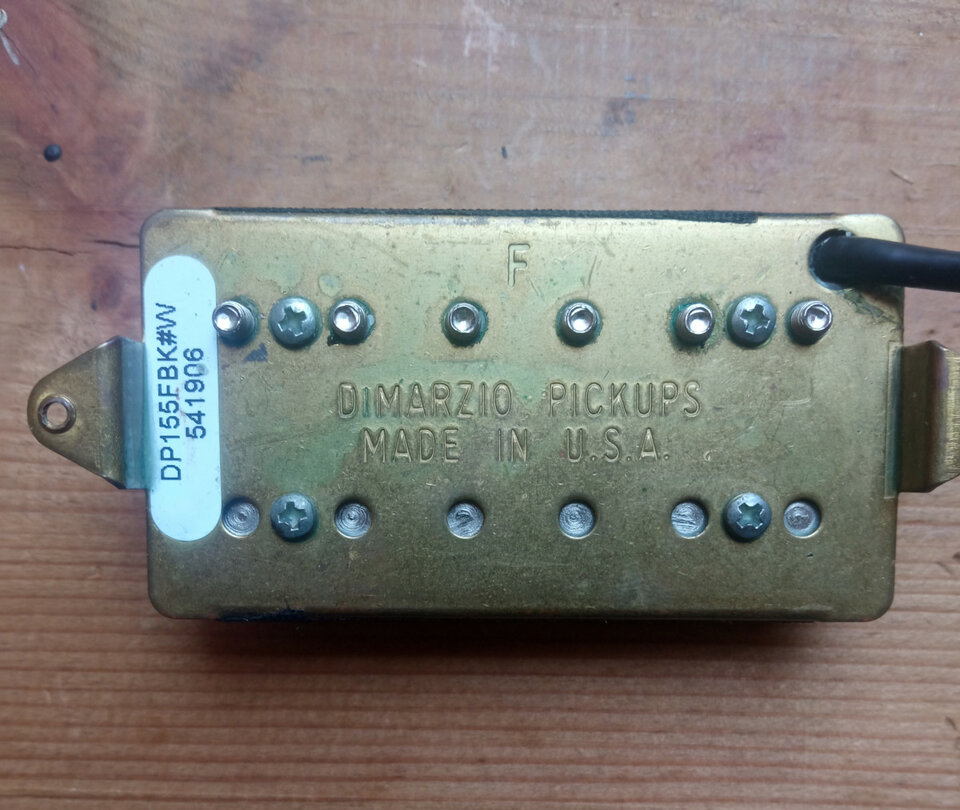 F
DP155FBK#W
541906
DiMARZIO PICKUPS
MADE IN U.S.A.